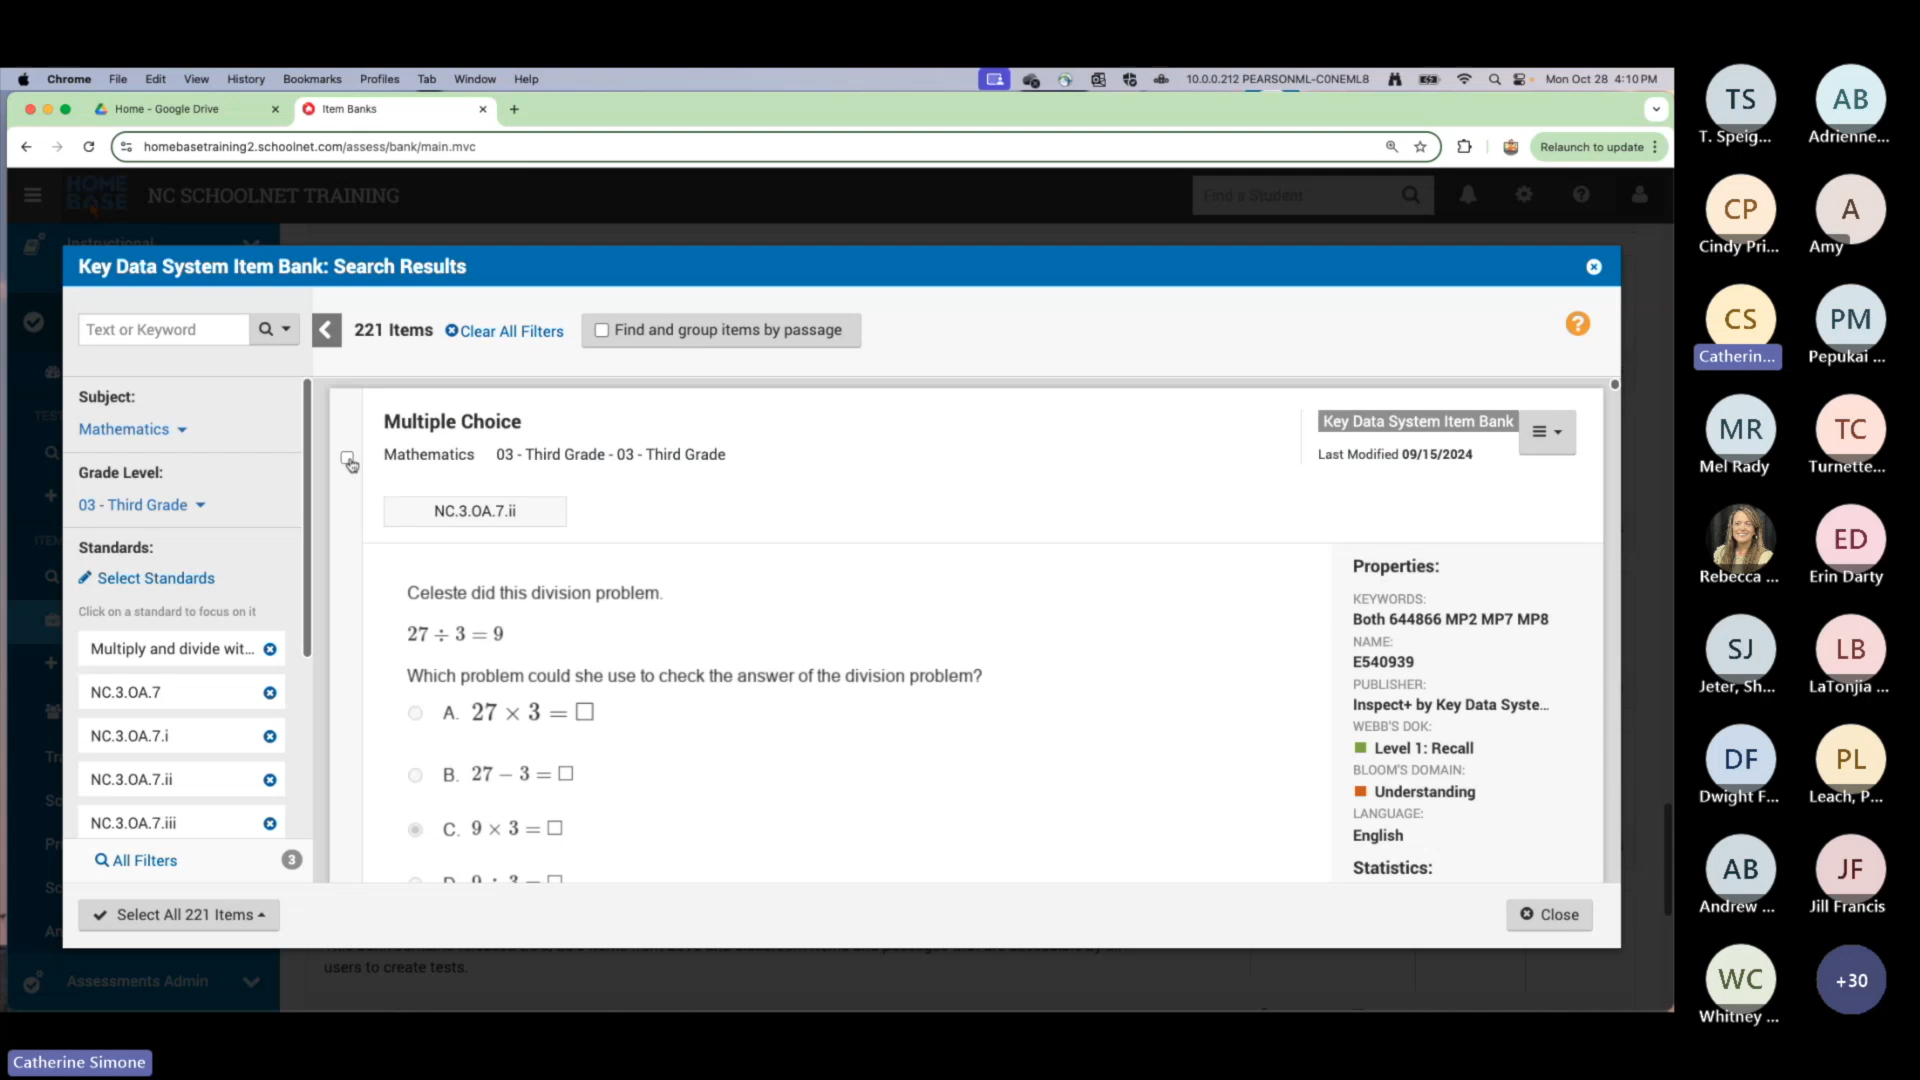 Chrome File Edit View History Bookmarks Profiles Tab Window Help
10.0.0.212 PEARSONML-C0NEML8
Mon Oct 28 4:10 PM
Home - Google Drive
Item Banks
homebasetraining2.schoolnet.com/assess/bank/main.mvc
Relaunch to update
HOME
BASE
NC SCHOOLNET TRAINING
Find a Student
Instructional
Key Data System Item Bank: Search Results
Text or Keyword
221 Items
Clear All Filters
Find and group items by passage
?
Subject:
Mathematics
Grade Level:
03 - Third Grade
Standards:
Select Standards
Click on a standard to focus on it
Multiply and divide wit...
NC.3.OA.7
NC.3.OA.7.i
NC.3.OA.7.ii
NC.3.OA.7.iii
All Filters
3
Multiple Choice
Mathematics 03 - Third Grade - 03 - Third Grade
Key Data System Item Bank
Last Modified 09/15/2024
NC.3.OA.7.ii
Celeste did this division problem.
27 ÷ 3 = 9
Which problem could she use to check the answer of the division problem?
A. 27 × 3 = □
B. 27 − 3 = □
C. 9 × 3 = □
D. 9 ÷ 3 = □
Properties:
KEYWORDS:
Both 644866 MP2 MP7 MP8
NAME:
E540939
PUBLISHER:
Inspect+ by Key Data Syste...
WEBB'S DOK:
Level 1: Recall
BLOOM'S DOMAIN:
Understanding
LANGUAGE:
English
Statistics:
Select All 221 Items
Close
users to create tests.
Assessments Admin
TS
T. Speig...
AB
Adrienne...
CP
Cindy Pri...
A
Amy
CS
Catherin...
PM
Pepukai ...
MR
Mel Rady
TC
Turnette...
Rebecca ...
ED
Erin Darty
SJ
Jeter, Sh...
LB
LaTonjia ...
DF
Dwight F...
PL
Leach, P...
AB
Andrew ...
JF
Jill Francis
WC
Whitney ...
+30
Catherine Simone